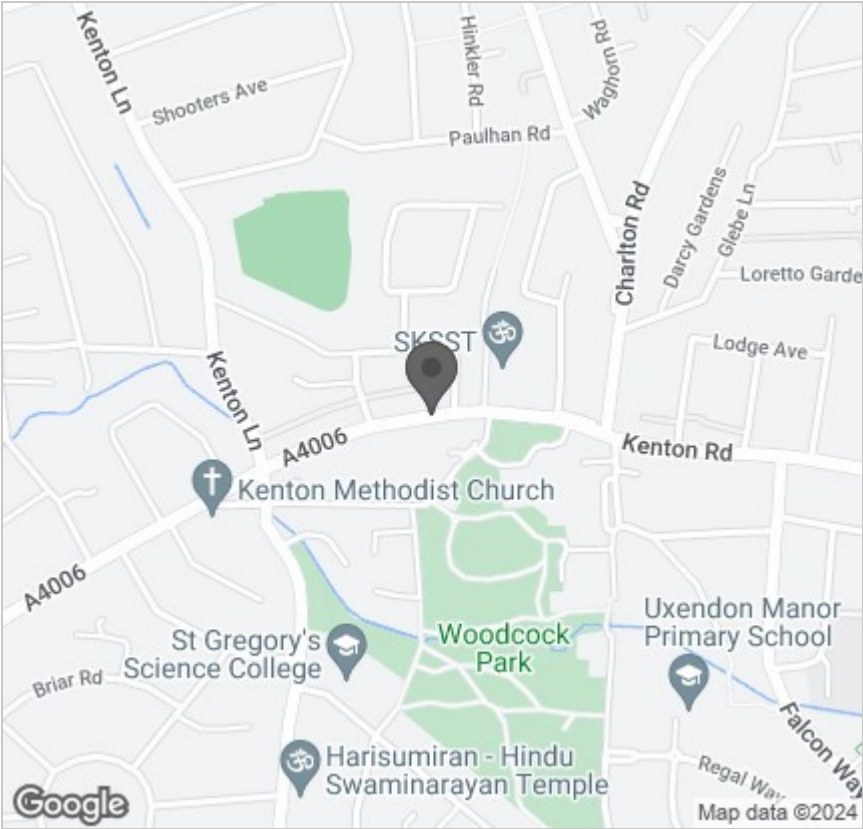 Kenton Ln
Hinkler Rd
Waghorn Rd
Shooters Ave
Paulhan Rd
Charlton Rd
Darcy Gardens
Glebe Ln
Loretto Garde
SKSST
Lodge Ave
Kenton Ln
A4006
Kenton Rd
Kenton Methodist Church
A4006
Uxendon Manor
Primary School
Woodcock
Park
St Gregory's
Science College
Briar Rd
Falcon Way
Harisumiran - Hindu
Swaminarayan Temple
Regal Way
Google
Map data ©2024